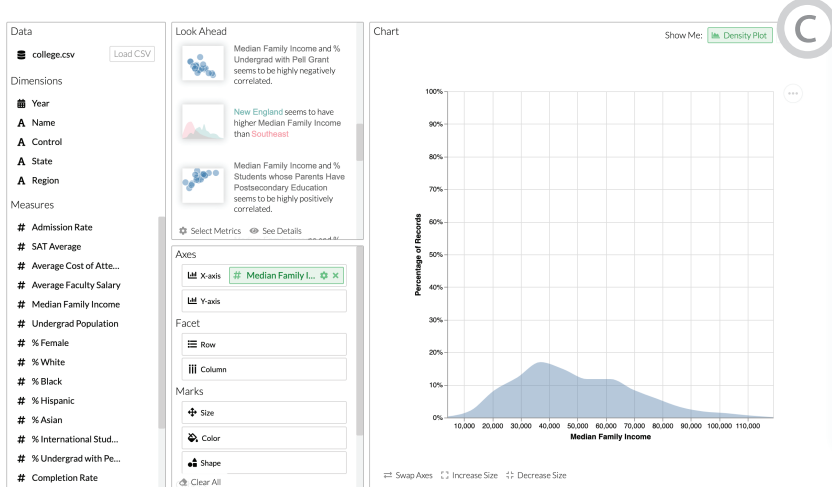 Data
college.csv
Load CSV
Dimensions
Year
A Name
A Control
A State
A Region
Measures
# Admission Rate
# SAT Average
# Average Cost of Atte...
# Average Faculty Salary
# Median Family Income
# Undergrad Population
# % Female
# % White
# % Black
# % Hispanic
# % Asian
# % International Stud...
# % Undergrad with Pe...
# Completion Rate
Look Ahead
Median Family Income and %
Undergrad with Pell Grant
seems to be highly negatively
correlated.
New England seems to have
higher Median Family Income
than Southeast
Median Family Income and %
Students whose Parents Have
Postsecondary Education
seems to be highly positively
correlated.
Select Metrics
See Details
Axes
X-axis
# Median Family I...
Y-axis
Facet
Row
Column
Marks
Size
Color
Shape
Clear All
Chart
Show Me:
Density Plot
C
100%
90%
80%
70%
60%
50%
40%
30%
20%
10%
0%
Percentage of Records
10,000 20,000 30,000 40,000 50,000 60,000 70,000 80,000 90,000 100,000 110,000
Median Family Income
Swap Axes
Increase Size
Decrease Size